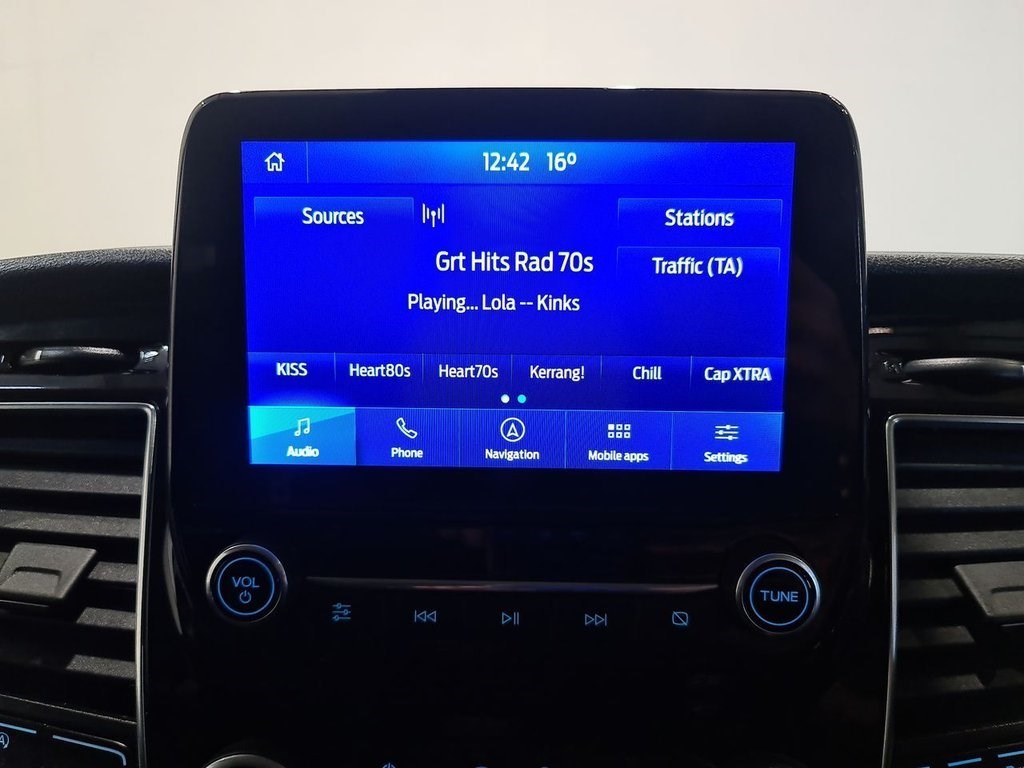 12:42 16º
Sources
Stations
Grt Hits Rad 70s
Traffic (TA)
Playing... Lola -- Kinks
KISS Heart80s Heart70s Kerrang! Chill Cap XTRA
Audio Phone Navigation Mobile apps Settings
VOL
TUNE